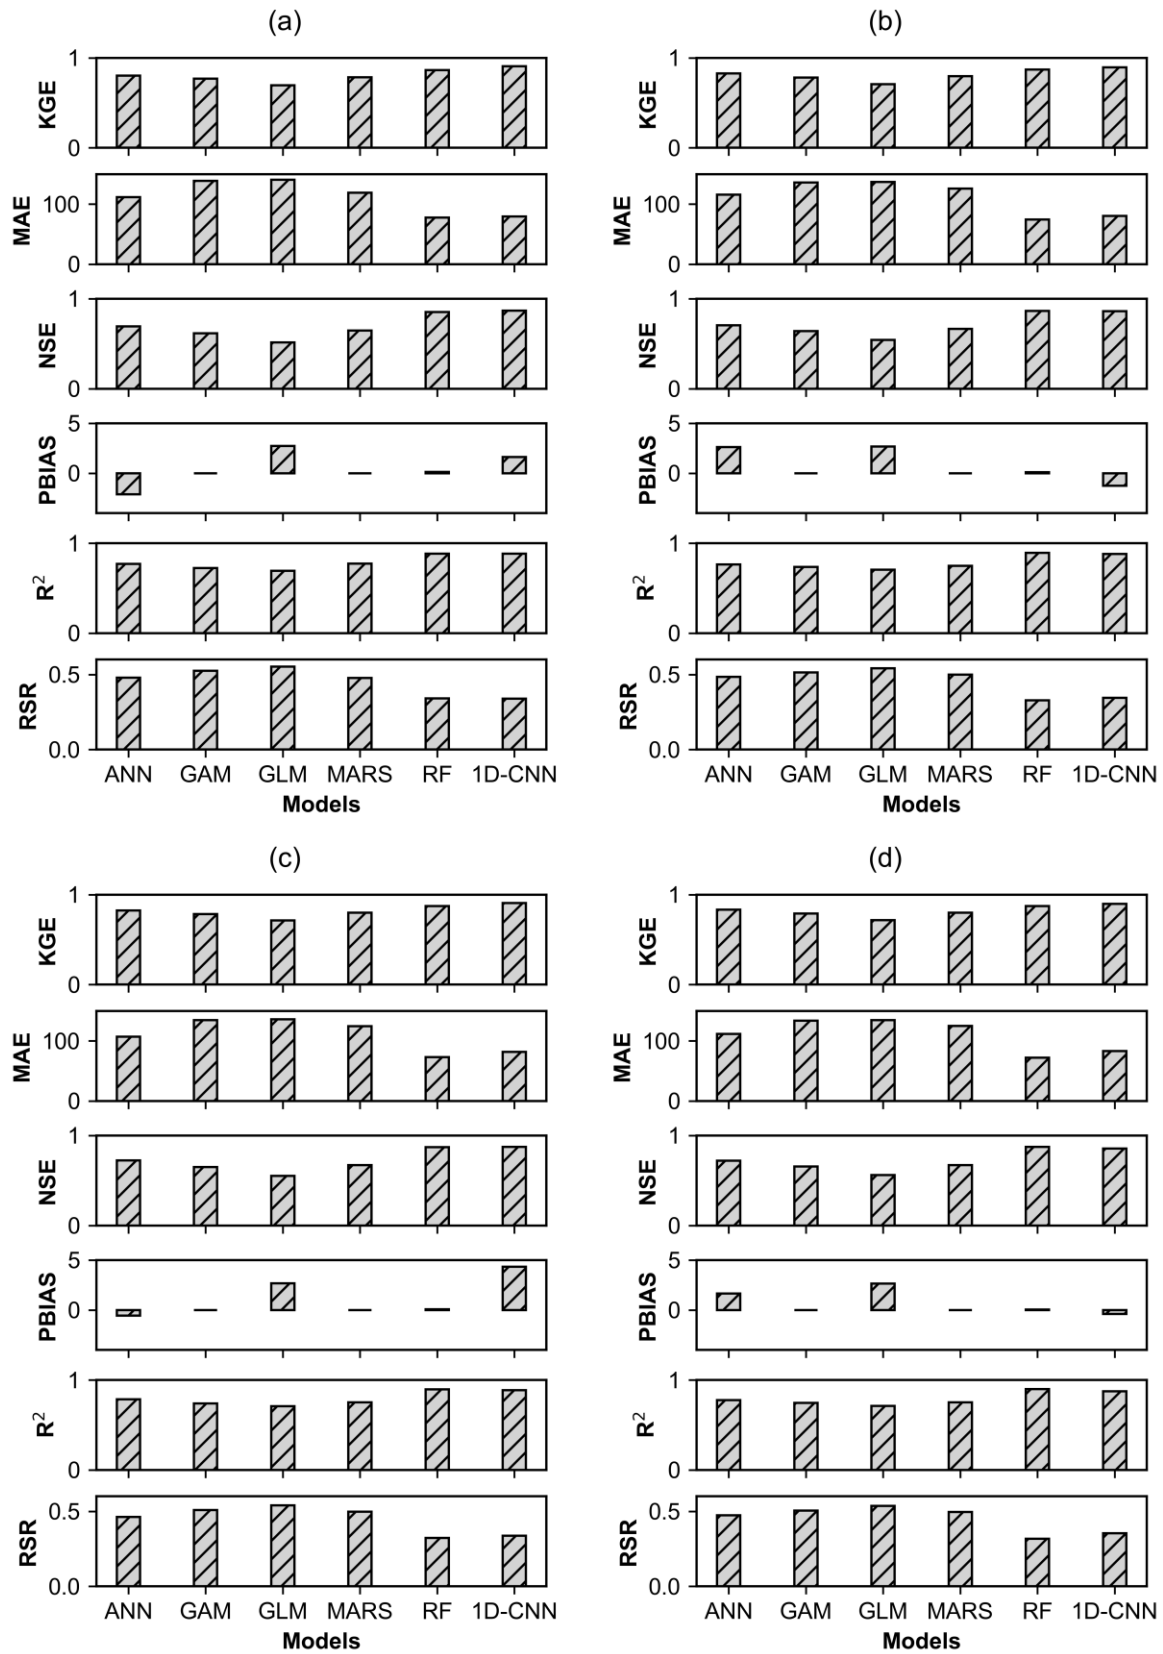 (a)
KGE
1
0
MAE
100
0
NSE
1
0
PBIAS
5
0
R²
1
0
RSR
0.5
0.0
ANN GAM GLM MARS RF 1D-CNN
Models
(b)
KGE
1
0
MAE
100
0
NSE
1
0
PBIAS
5
0
R²
1
0
RSR
0.5
0.0
ANN GAM GLM MARS RF 1D-CNN
Models
(c)
KGE
1
0
MAE
100
0
NSE
1
0
PBIAS
5
0
R²
1
0
RSR
0.5
0.0
ANN GAM GLM MARS RF 1D-CNN
Models
(d)
KGE
1
0
MAE
100
0
NSE
1
0
PBIAS
5
0
R²
1
0
RSR
0.5
0.0
ANN GAM GLM MARS RF 1D-CNN
Models